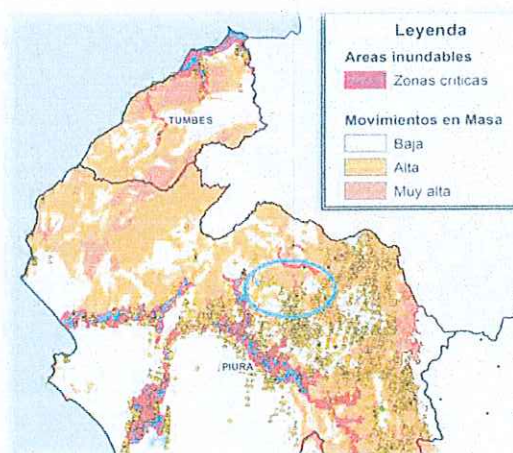 Leyenda
Areas inundables
Zonas criticas
Movimientos en Masa
Baja
Alta
Muy alta
TUMBES
PIURA